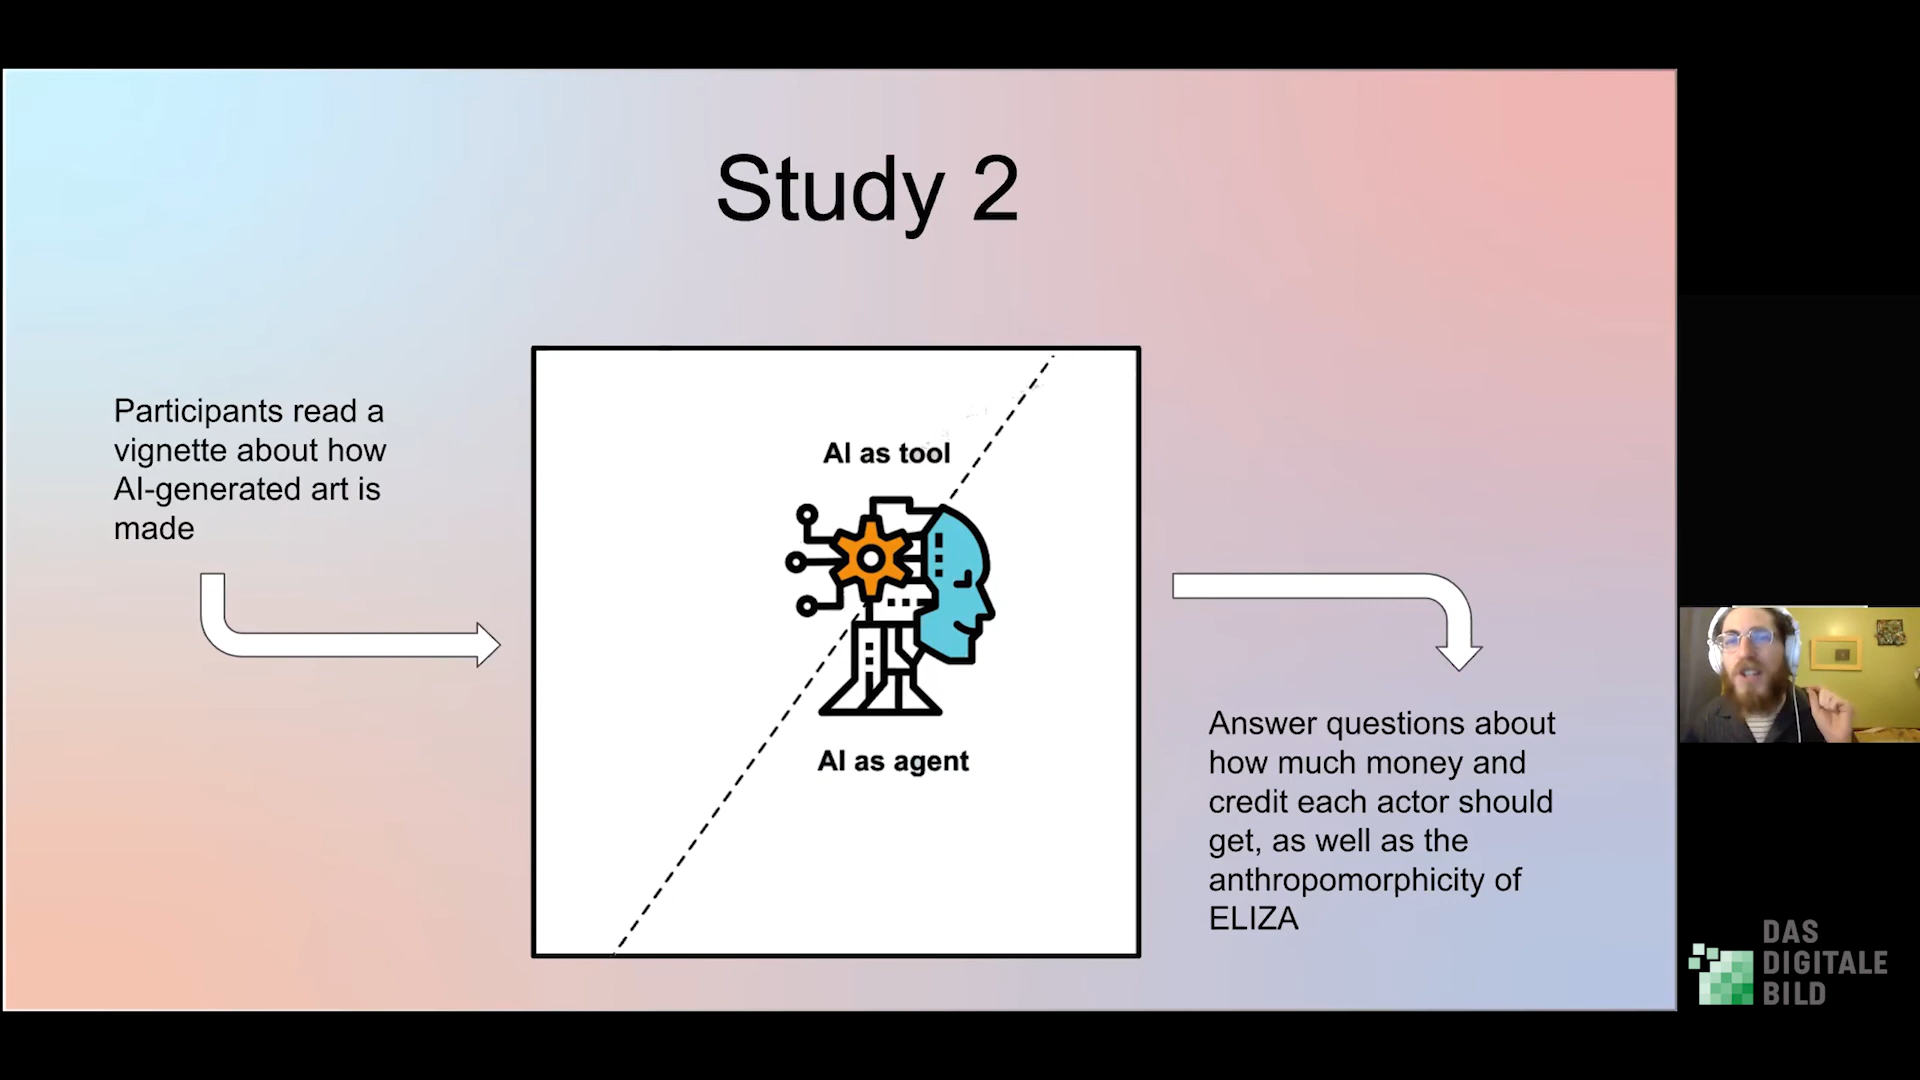 Study 2
Participants read a
vignette about how
AI-generated art is
made
AI as tool
AI as agent
Answer questions about
how much money and
credit each actor should
get, as well as the
anthropomorphicity of
ELIZA
DAS
DIGITALE
BILD